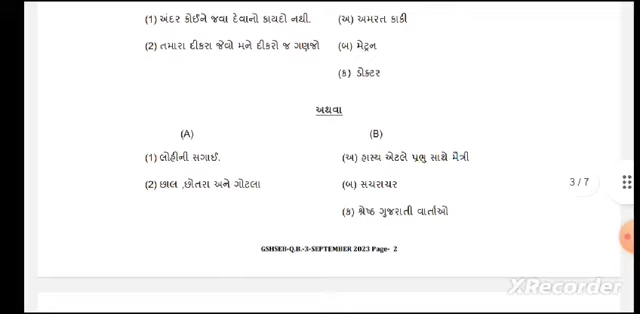 (1) અંદર કોઈને જવા દેવાનો કાયદો નથી. (અ) અમરત કાકી
(2) તમારા દીકરા જેવો મને દીકરો જ ગણજો (બ) મેટ્રન
(ક) ડોક્ટર
અથવા
(A) (B)
(1) લોહીની સગાઈ. (અ) હાસ્ય એટલે પ્રભુ સાથે મૈત્રી
(2) છાલ ,છોતરા અને ગોટલા (બ) સચરાચર
3 / 7
(ક) શ્રેષ્ઠ ગુજરાતી વાર્તાઓ
GSHSEB-Q.B.-3-SEPTEMBER 2023 Page- 2
XRecorder